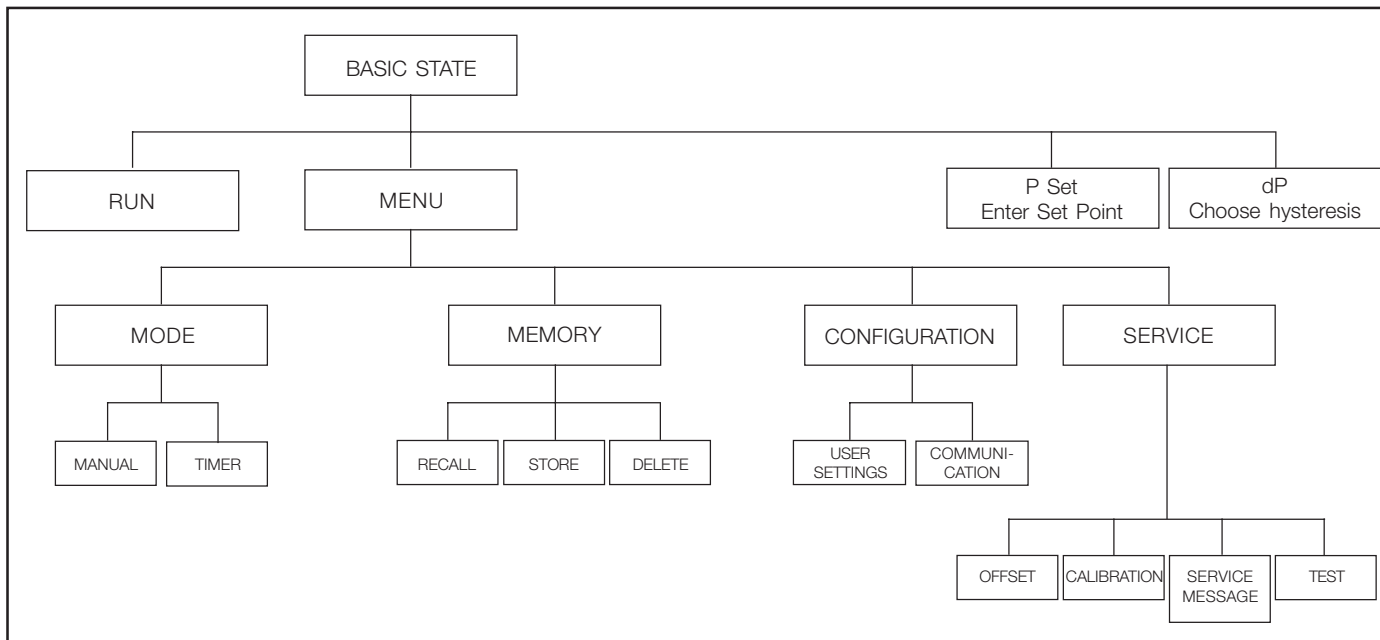 BASIC STATE
RUN
MENU
P Set
Enter Set Point
dP
Choose hysteresis
MODE
MEMORY
CONFIGURATION
SERVICE
MANUAL
TIMER
RECALL
STORE
DELETE
USER
SETTINGS
COMMUNI-
CATION
OFFSET
CALIBRATION
SERVICE
MESSAGE
TEST